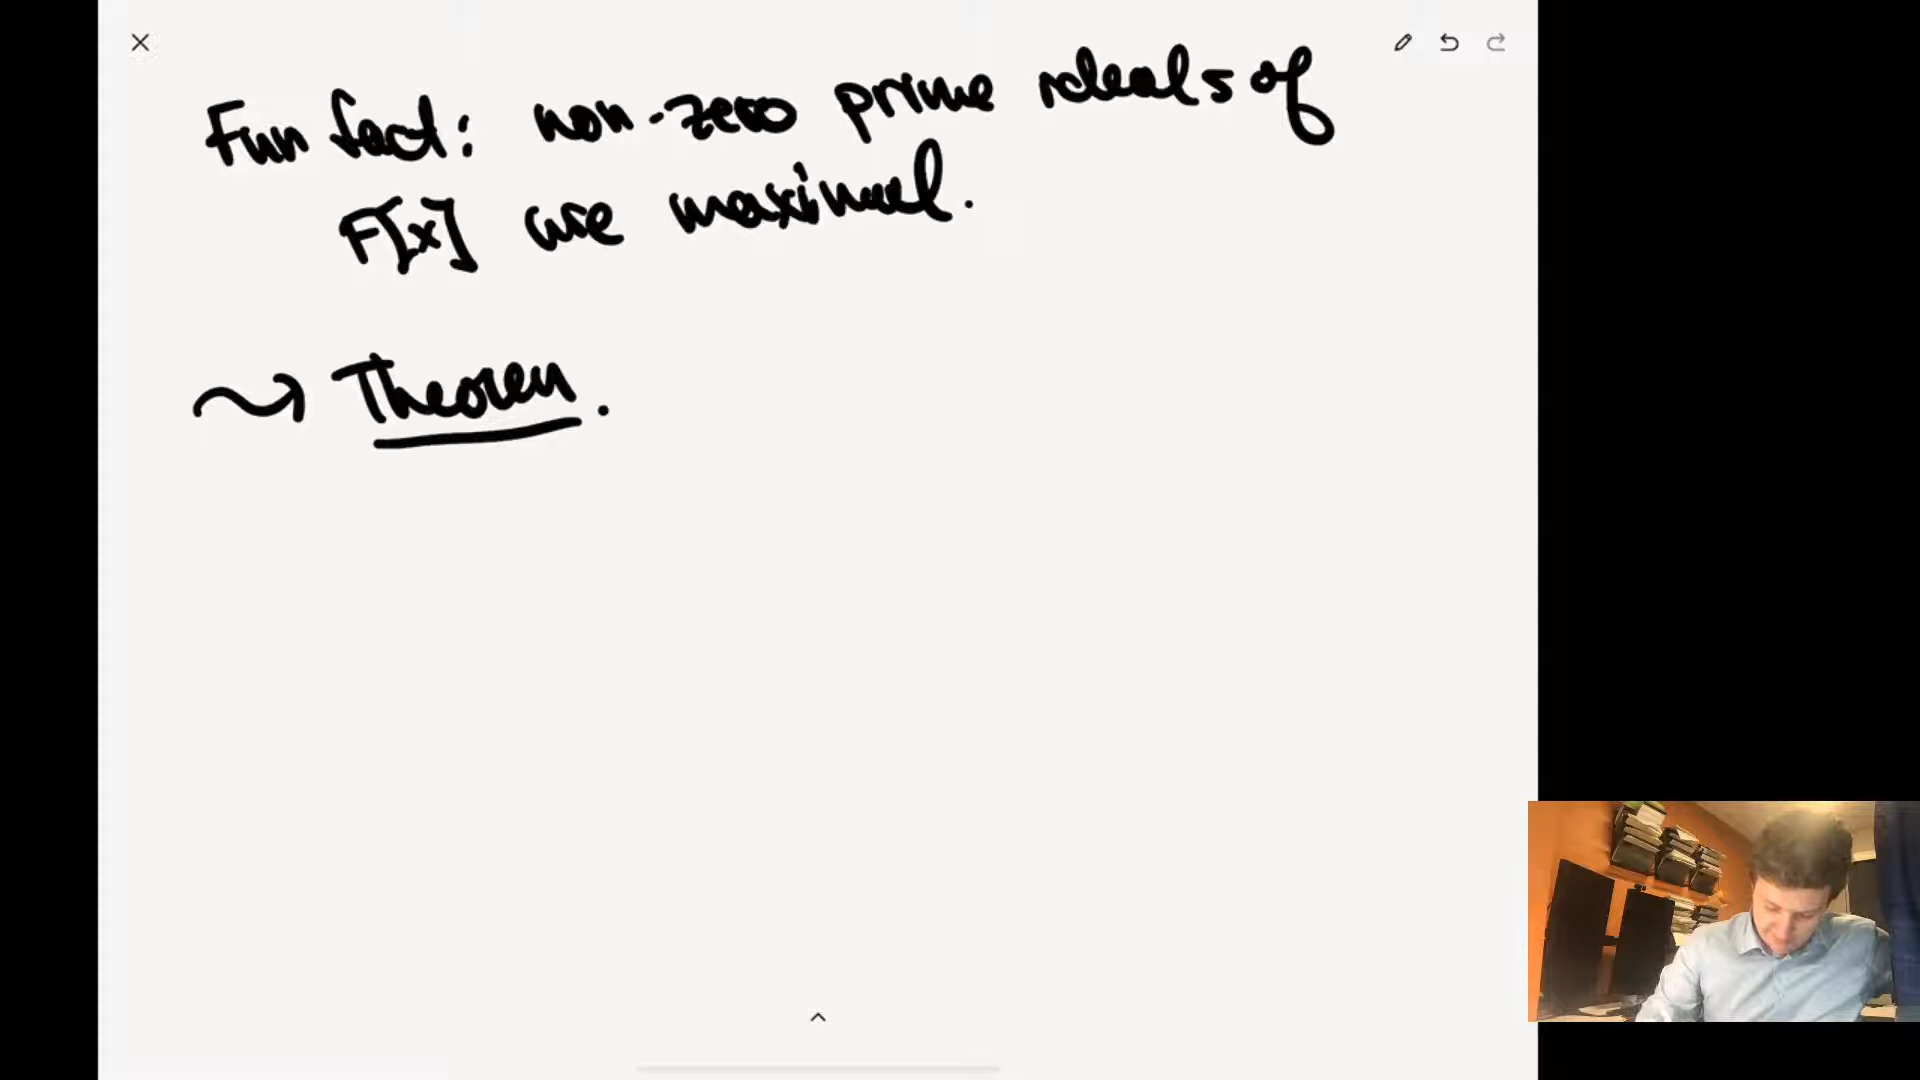 Fun fact: non-zero prime ideals of
F[x] are maximal.
⇝ Theorem.